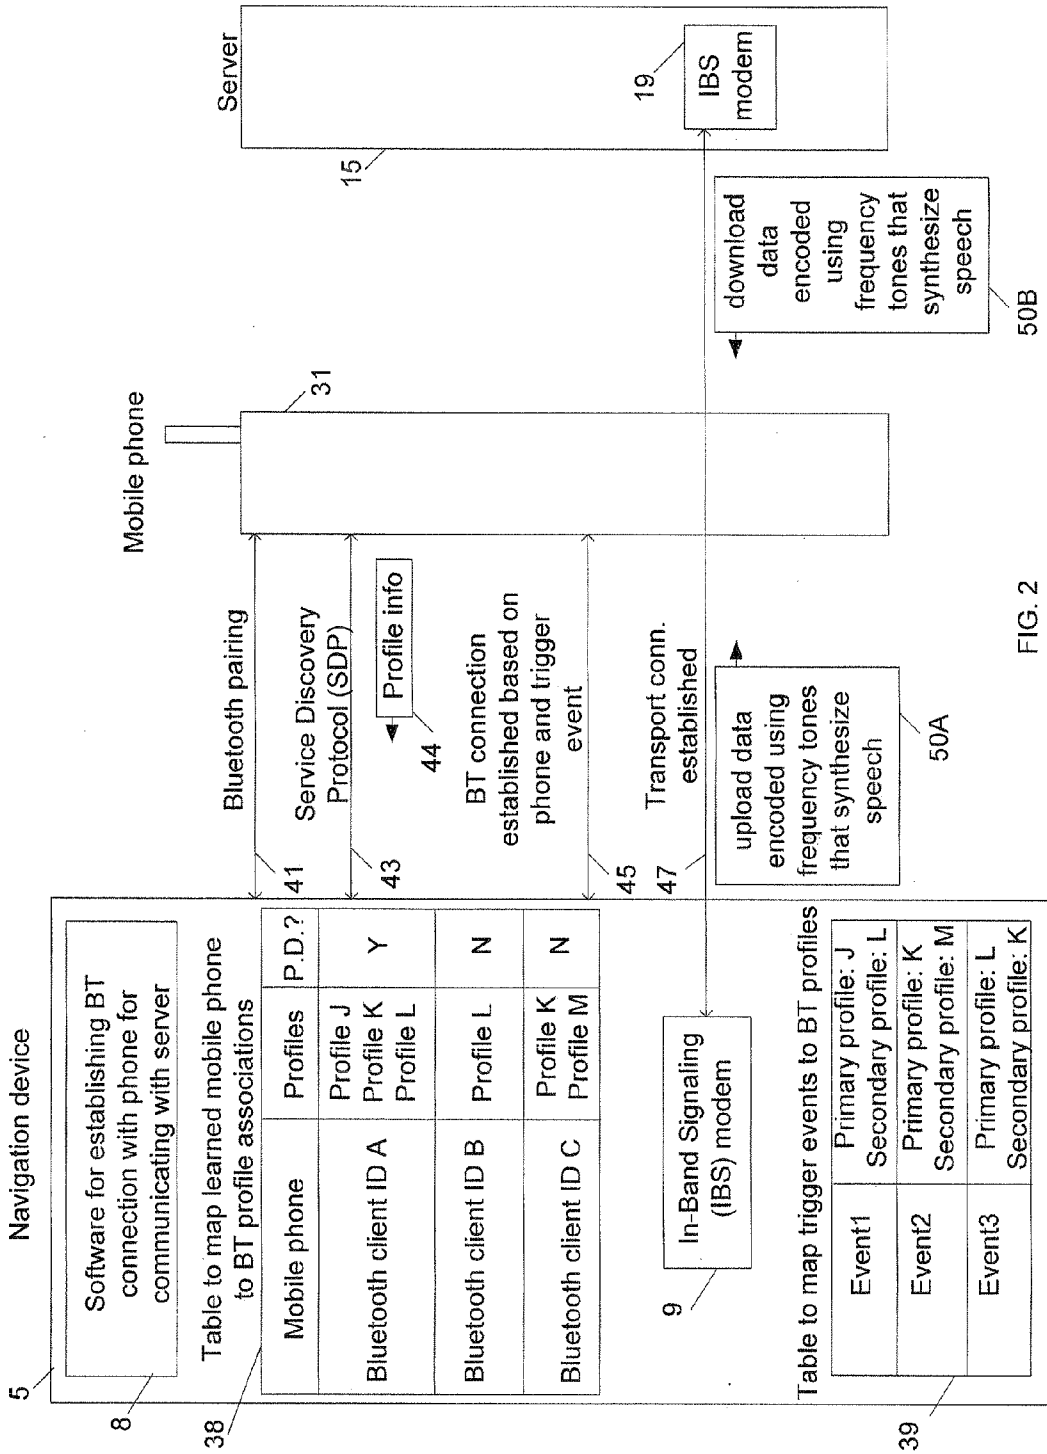 Navigation device
5
Software for establishing BT
connection with phone for
communicating with server
8
Table to map learned mobile phone
to BT profile associations
38
Mobile phone
Profiles
P.D.?
Bluetooth client ID A
Profile J
Profile K
Profile L
Y
Bluetooth client ID B
Profile L
N
Bluetooth client ID C
Profile K
Profile M
N
In-Band Signaling
(IBS) modem
9
Table to map trigger events to BT profiles
Event1
Primary profile: J
Secondary profile: L
Event2
Primary profile: K
Secondary profile: M
Event3
Primary profile: L
Secondary profile: K
39
Bluetooth pairing
41
Service Discovery
Protocol (SDP)
43
Profile info
44
BT connection
established based on
phone and trigger
event
45
Transport conn.
established
47
upload data
encoded using
frequency tones
that synthesize
speech
50A
Mobile phone
31
Server
15
19
IBS
modem
download
data
encoded
using
frequency
tones that
synthesize
speech
50B
FIG. 2